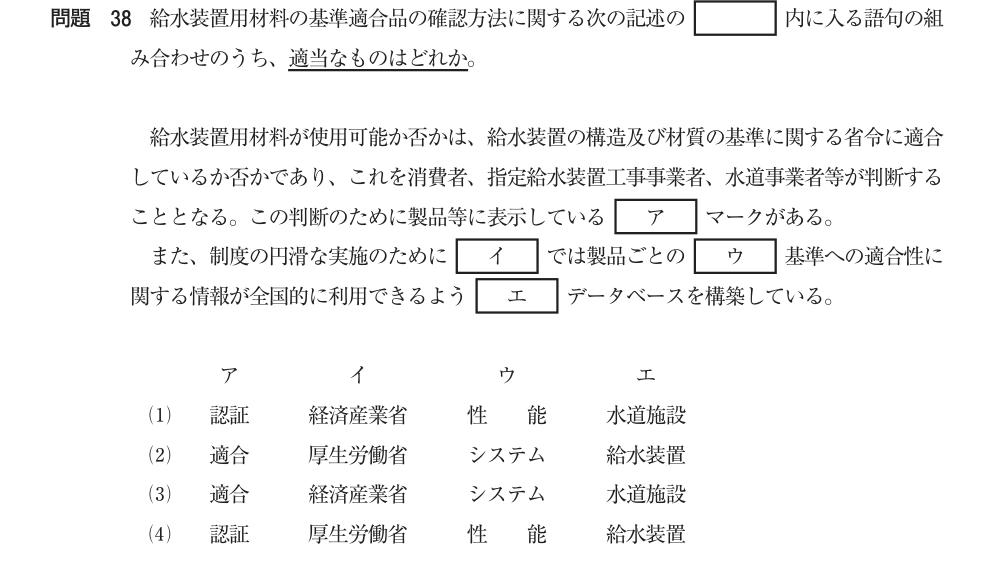 問題 38 給水装置用材料の基準適合品の確認方法に関する次の記述の 内に入る語句の組
み合わせのうち、適当なものはどれか。
給水装置用材料が使用可能か否かは、給水装置の構造及び材質の基準に関する省令に適合
しているか否かであり、これを消費者、指定給水装置工事事業者、水道事業者等が判断する
こととなる。この判断のために製品等に表示している ア マークがある。
また、制度の円滑な実施のために イ では製品ごとの ウ 基準への適合性に
関する情報が全国的に利用できるよう エ データベースを構築している。
ア イ ウ エ
(1) 認証 経済産業省 性 能 水道施設
(2) 適合 厚生労働省 システム 給水装置
(3) 適合 経済産業省 システム 水道施設
(4) 認証 厚生労働省 性 能 給水装置